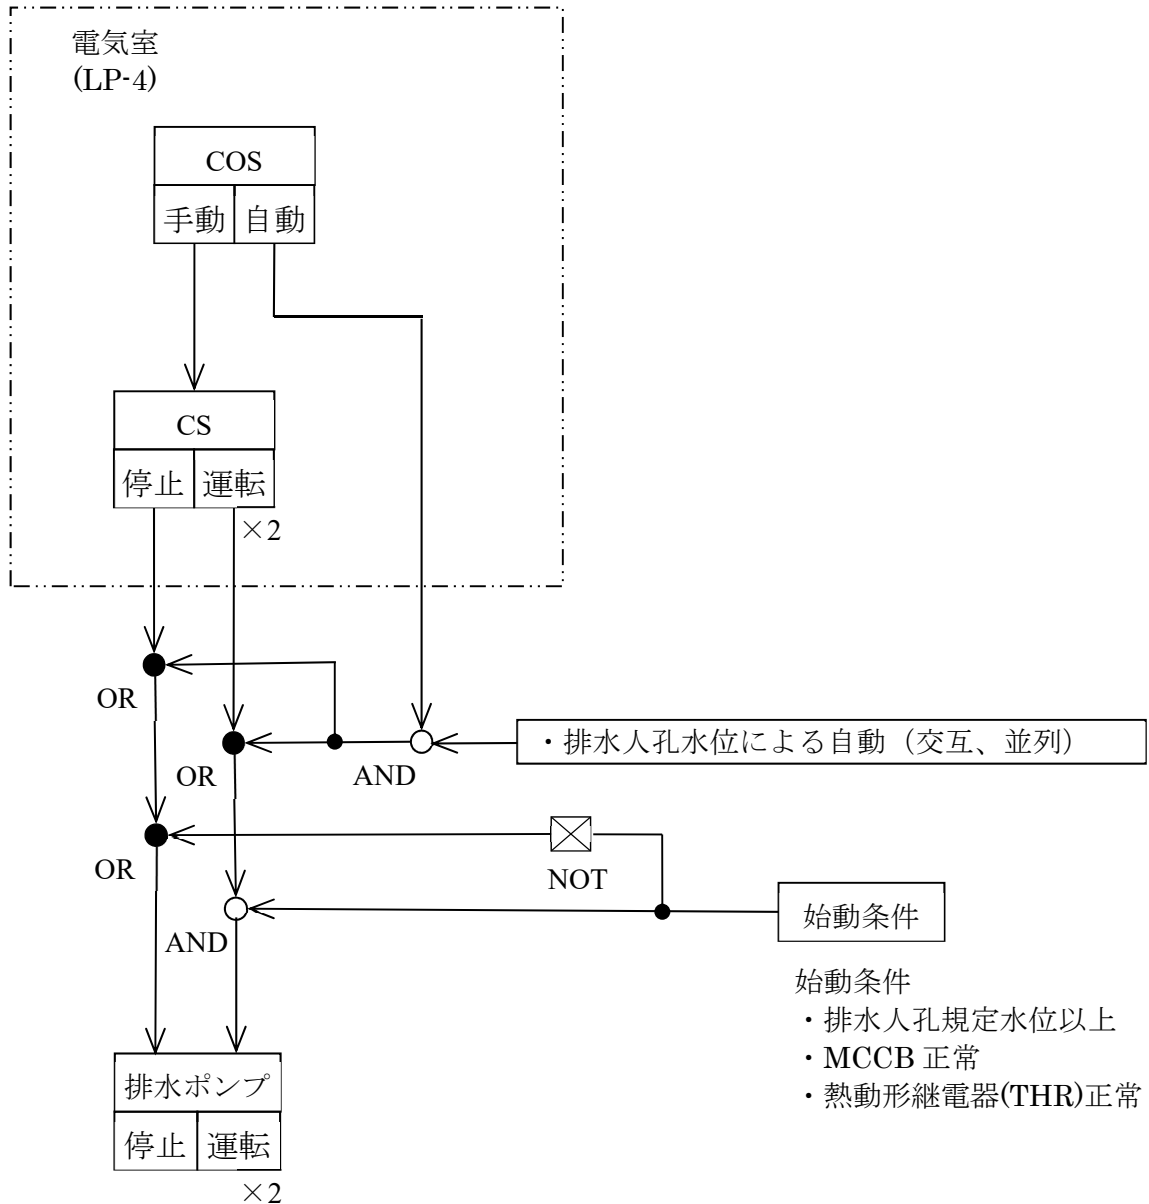 電気室
(LP-4)
COS
手動 自動
CS
停止 運転
×2
OR
・排水人孔水位による自動（交互、並列）
OR
AND
OR
NOT
始動条件
AND
始動条件
・排水人孔規定水位以上
・MCCB 正常
・熱動形継電器(THR)正常
排水ポンプ
停止 運転
×2